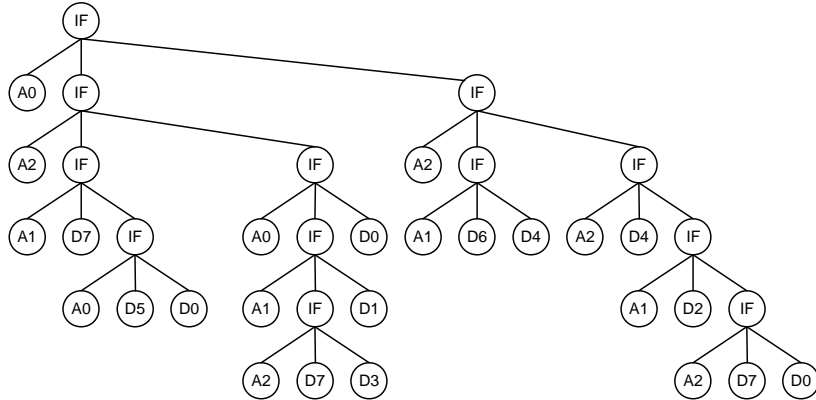 IF
A0 IF IF
A2 IF IF A2 IF IF
A1 D7 IF A0 IF D0 A1 D6 D4 A2 D4 IF
A0 D5 D0 A1 IF D1 A1 D2 IF
A2 D7 D3 A2 D7 D0